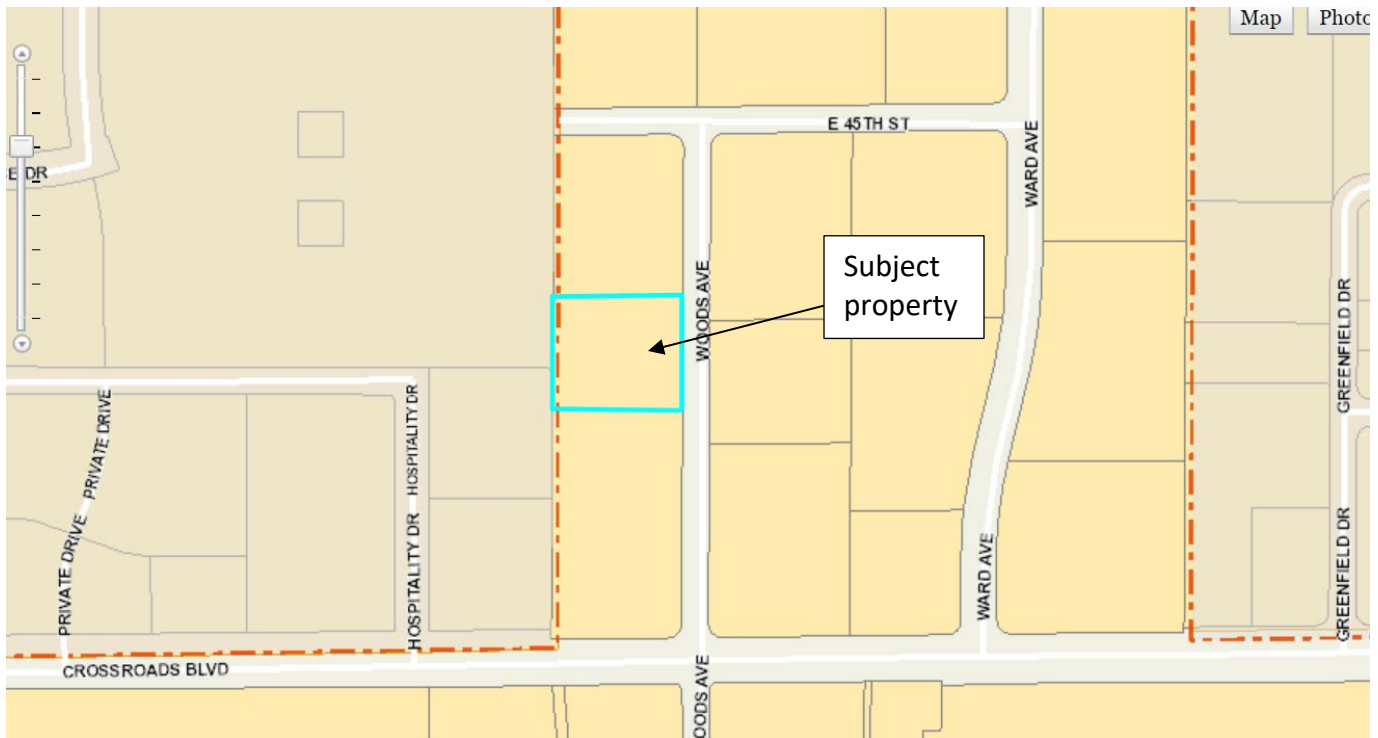 Map
Photo
E 45TH ST
WARD AVE
E DR
Subject
property
WOODS AVE
GREENFIELD DR
PRIVATE DRIVE
PRIVATE DRIVE
HOSPITALITY DR
HOSPITALITY DR
WARD AVE
GREENFIELD DR
CROSSROADS BLVD
OODS AVE